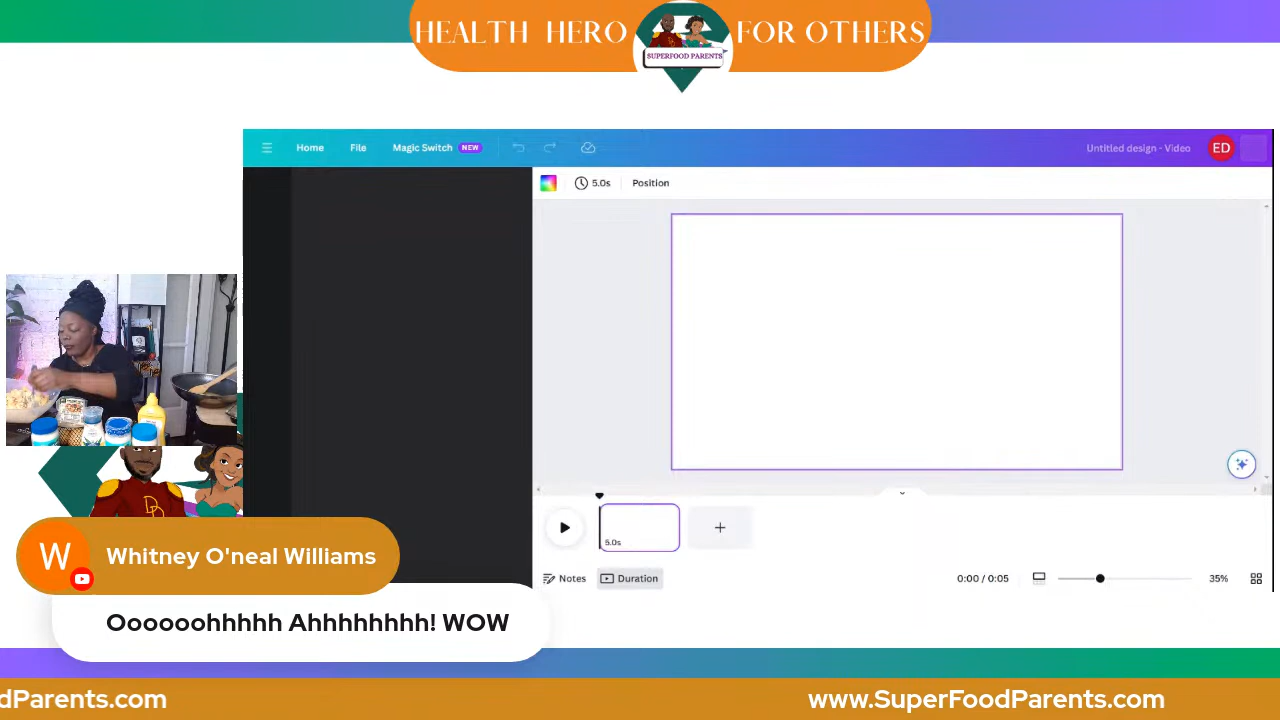 HEALTH HERO FOR OTHERS
SUPERFOOD PARENTS
Home File Magic Switch NEW Untitled design - Video ED
5.0s Position
5.0s
Notes Duration 0:00 / 0:05 35%
W Whitney O'neal Williams
Oooooohhhhh Ahhhhhhhh! WOW
dParents.com www.SuperFoodParents.com